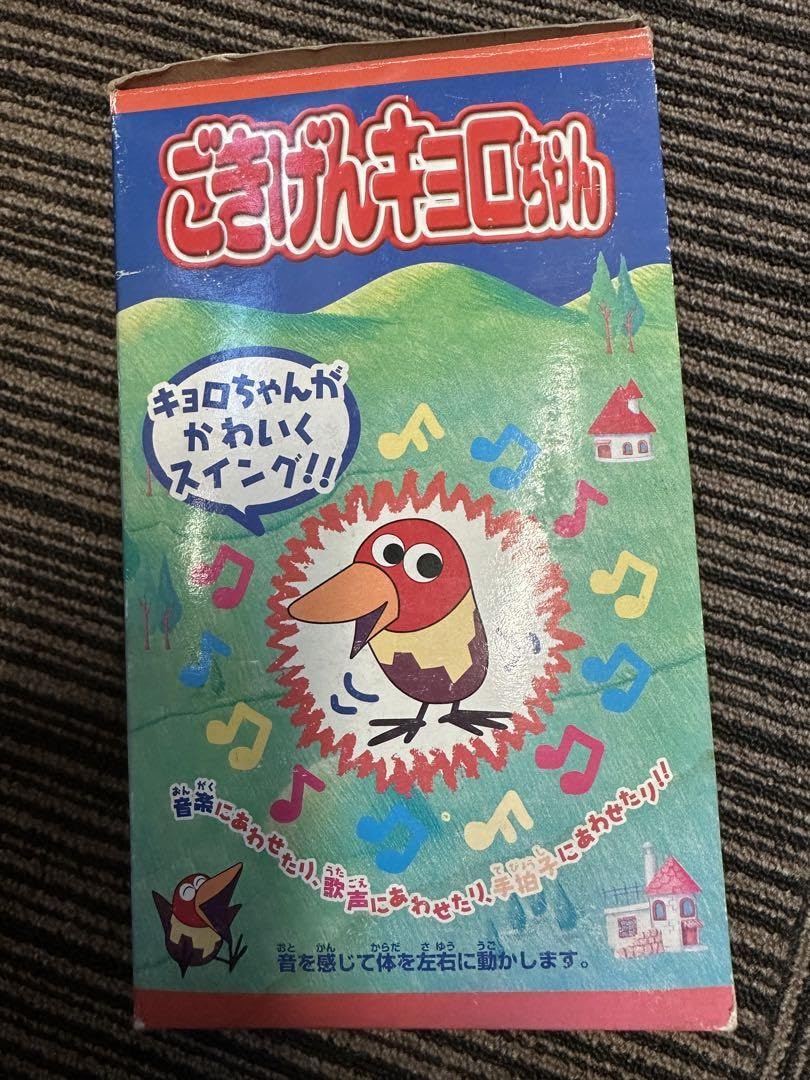 ごきげんキョロちゃん
キョロちゃんが
かわいく
スイング!!
音楽にあわせたり、歌声にあわせたり、手拍子にあわせたり!!
音を感じて体を左右に動かします。